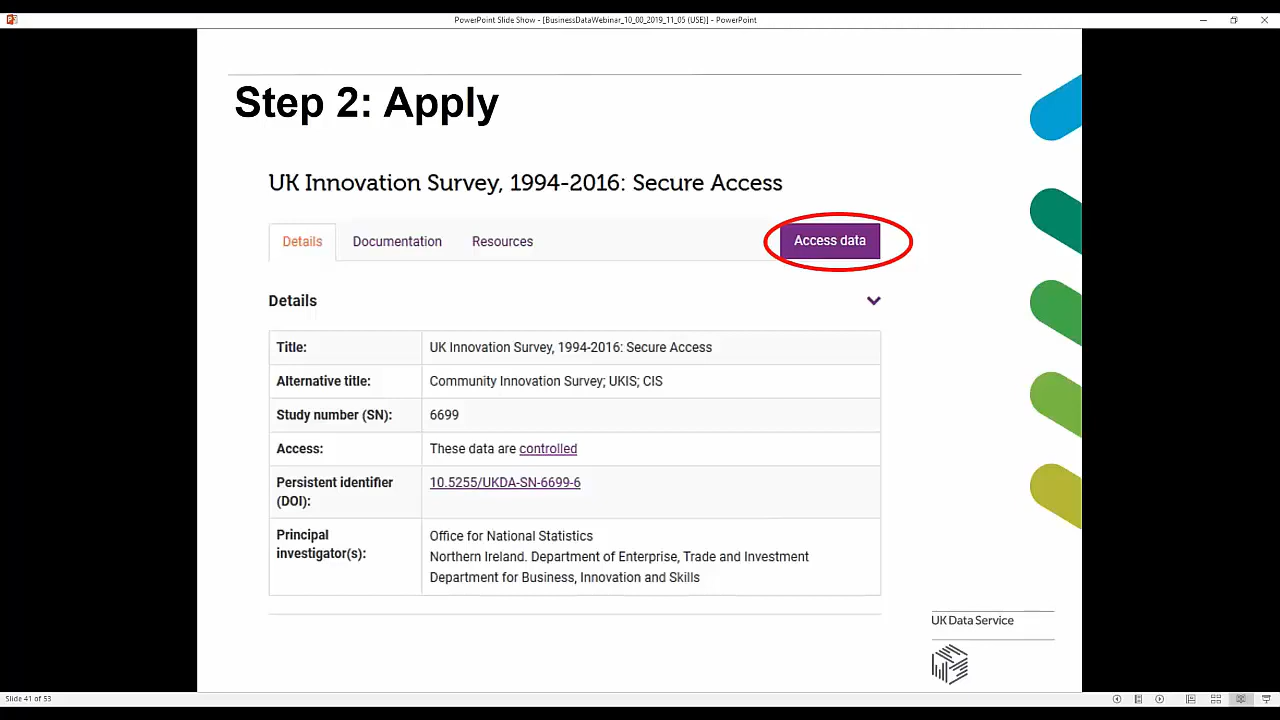 PowerPoint Slide Show - [BusinessDataWebinar_10_00_2019_11_05 (USE)] - PowerPoint
Step 2: Apply
UK Innovation Survey, 1994-2016: Secure Access
Details Documentation Resources Access data
Details
Title: UK Innovation Survey, 1994-2016: Secure Access
Alternative title: Community Innovation Survey; UKIS; CIS
Study number (SN): 6699
Access: These data are controlled
Persistent identifier 10.5255/UKDA-SN-6699-6
(DOI):
Principal Office for National Statistics
investigator(s): Northern Ireland. Department of Enterprise, Trade and Investment
Department for Business, Innovation and Skills
UK Data Service
Slide 41 of 53